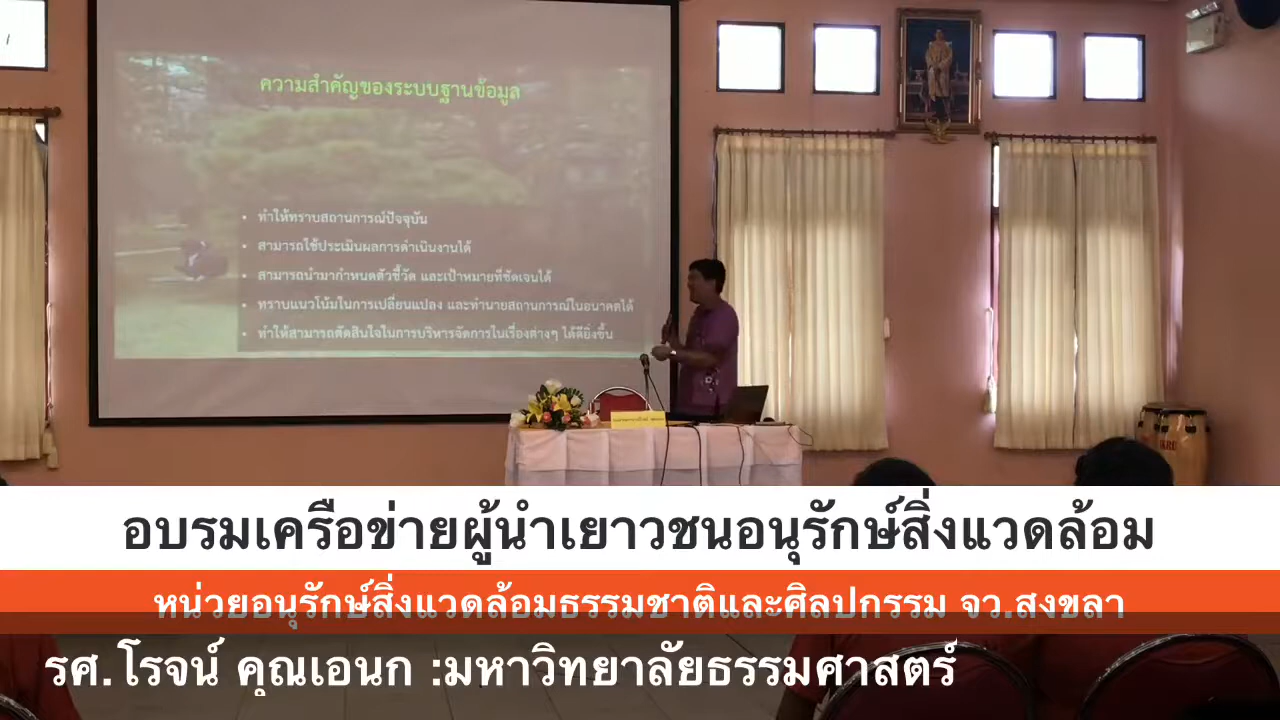 ความสำคัญของระบบฐานข้อมูล
• ทำให้ทราบสถานการณ์ปัจจุบัน
• สามารถใช้ประเมินผลการดำเนินงานได้
• สามารถนำมากำหนดตัวชี้วัด และเป้าหมายที่ชัดเจนได้
• ทราบแนวโน้มในการเปลี่ยนแปลง และทำนายสถานการณ์ในอนาคตได้
• ทำให้สามารถตัดสินใจในการบริหารจัดการในเรื่องต่างๆ ได้ดียิ่งขึ้น
อบรมเครือข่ายผู้นำเยาวชนอนุรักษ์สิ่งแวดล้อม
หน่วยอนุรักษ์สิ่งแวดล้อมธรรมชาติและศิลปกรรม จว.สงขลา
รศ.โรจน์ คุณเอนก :มหาวิทยาลัยธรรมศาสตร์